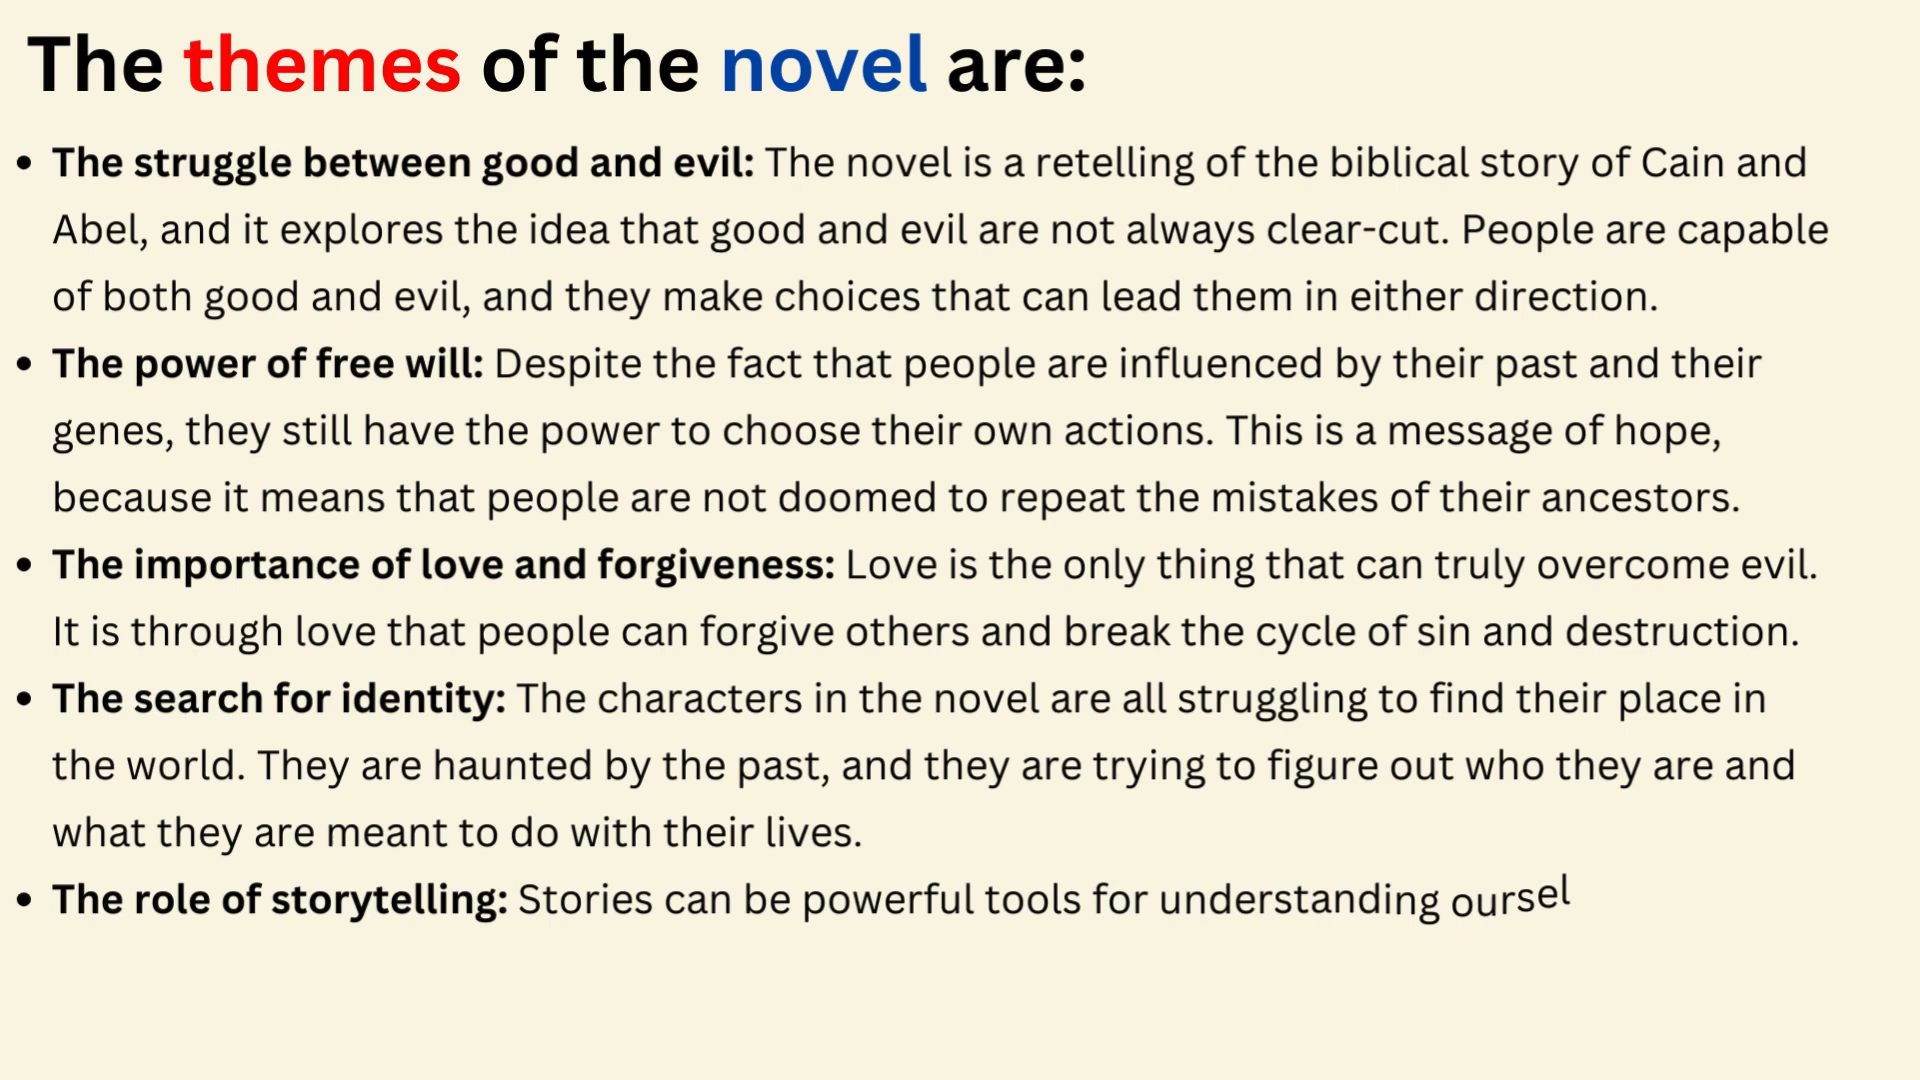 The themes of the novel are:
• The struggle between good and evil: The novel is a retelling of the biblical story of Cain and
Abel, and it explores the idea that good and evil are not always clear-cut. People are capable
of both good and evil, and they make choices that can lead them in either direction.
• The power of free will: Despite the fact that people are influenced by their past and their
genes, they still have the power to choose their own actions. This is a message of hope,
because it means that people are not doomed to repeat the mistakes of their ancestors.
• The importance of love and forgiveness: Love is the only thing that can truly overcome evil.
It is through love that people can forgive others and break the cycle of sin and destruction.
• The search for identity: The characters in the novel are all struggling to find their place in
the world. They are haunted by the past, and they are trying to figure out who they are and
what they are meant to do with their lives.
• The role of storytelling: Stories can be powerful tools for understanding oursel